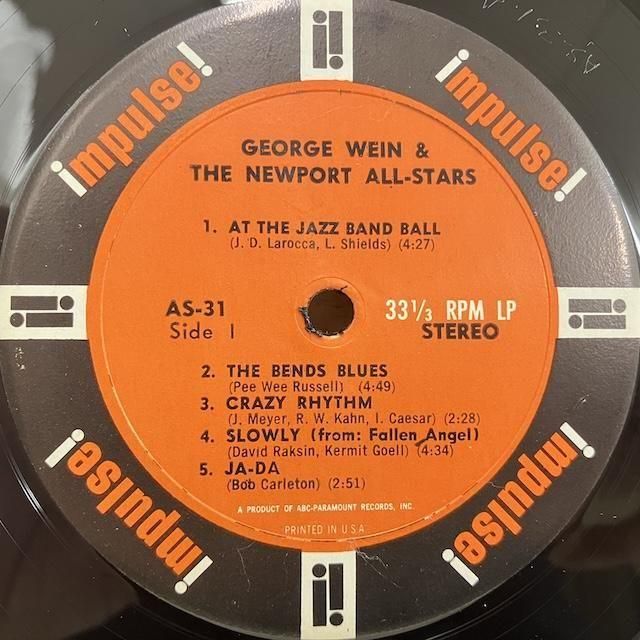 impulse!
impulse!
GEORGE WEIN &
THE NEWPORT ALL-STARS
1. AT THE JAZZ BAND BALL
(J. D. Larocca, L. Shields) (4:27)
AS-31
Side 1
33 1/3 RPM LP
STEREO
2. THE BENDS BLUES
(Pee Wee Russell) (4:49)
3. CRAZY RHYTHM
(J. Meyer, R. W. Kahn, I. Caesar) (2:28)
4. SLOWLY (from: Fallen Angel)
(David Raksin, Kermit Goell) (4:34)
5. JA-DA
(Bob Carleton) (2:51)
A PRODUCT OF ABC-PARAMOUNT RECORDS, INC.
PRINTED IN U.S.A.
impulse!
impulse!